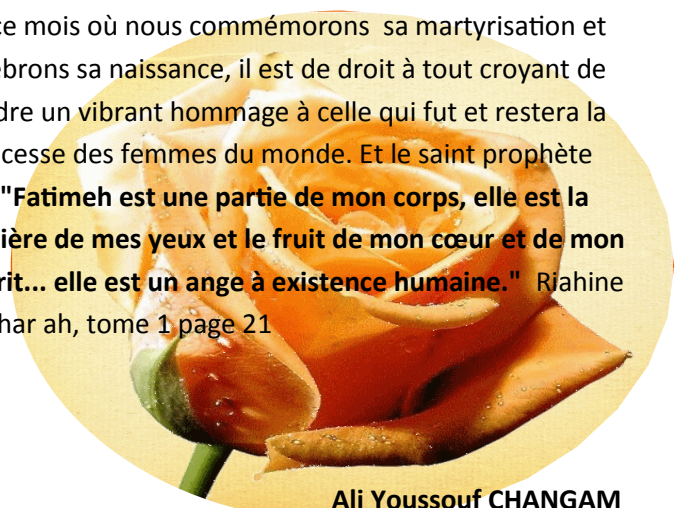 ce mois où nous commémorons sa martyrisation et
ébrons sa naissance, il est de droit à tout croyant de
dre un vibrant hommage à celle qui fut et restera la
cesse des femmes du monde. Et le saint prophète
"Fatimeh est une partie de mon corps, elle est la
ière de mes yeux et le fruit de mon cœur et de mon
rit... elle est un ange à existence humaine." Riahine
har ah, tome 1 page 21
Ali Youssouf CHANGAM